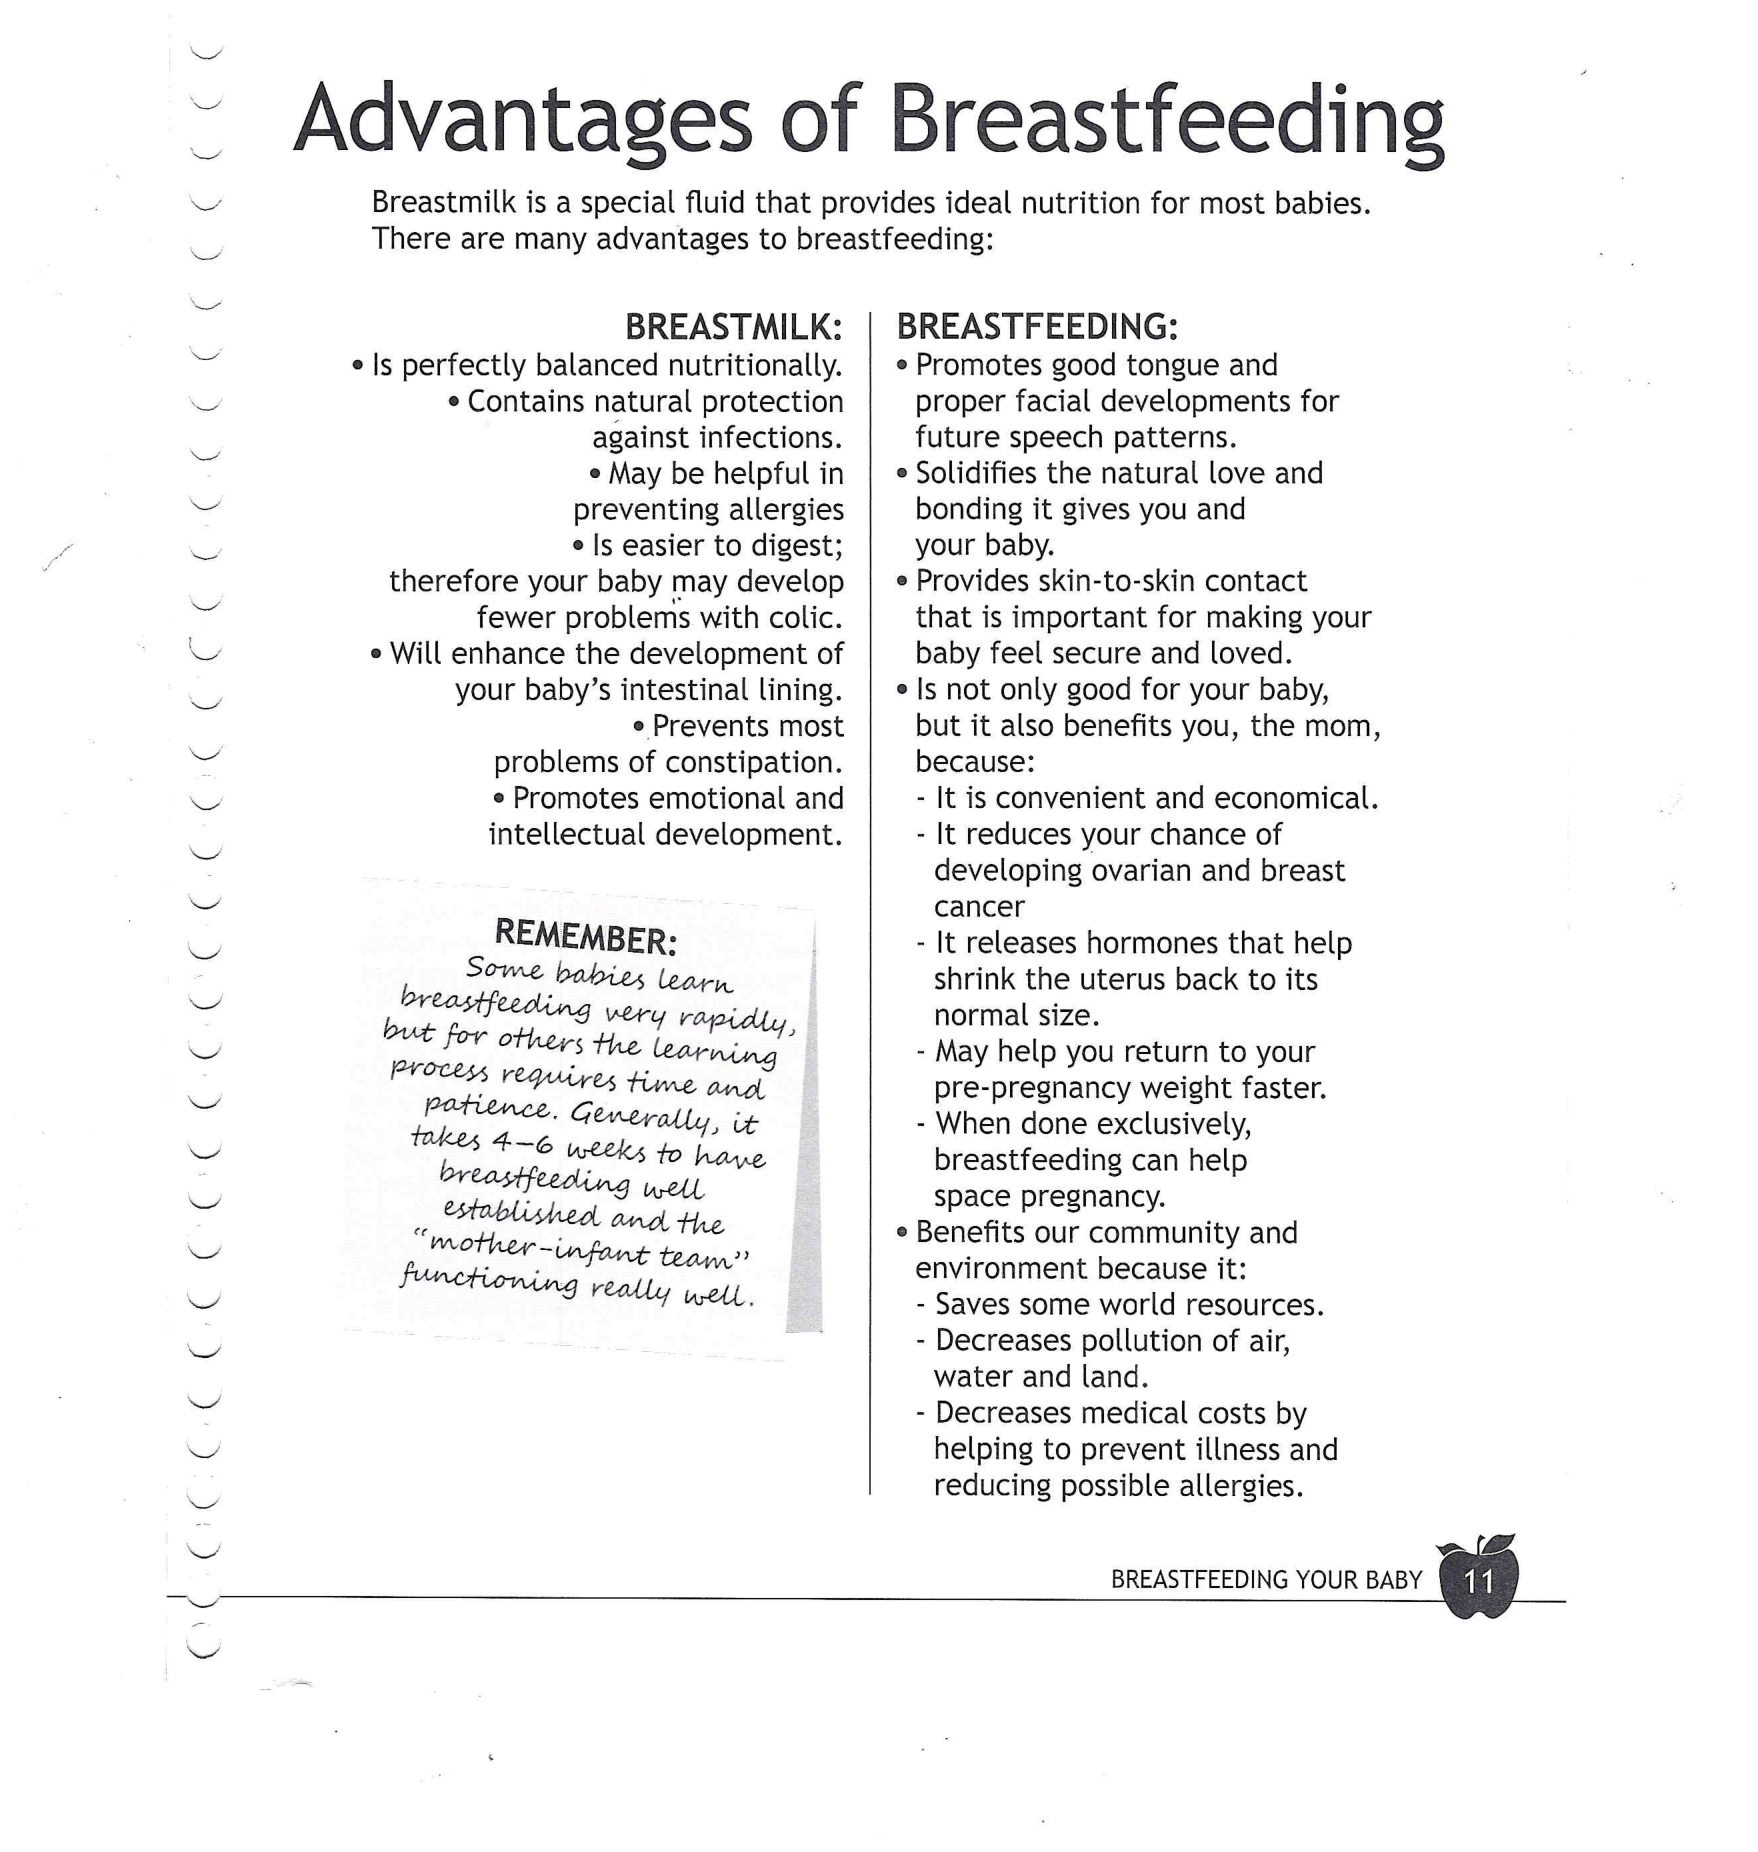 Advantages of Breastfeeding
Breastmilk is a special fluid that provides ideal nutrition for most babies.
There are many advantages to breastfeeding:
BREASTMILK:
• Is perfectly balanced nutritionally.
• Contains natural protection
against infections.
• May be helpful in
preventing allergies
• Is easier to digest;
therefore your baby may develop
fewer problems with colic.
• Will enhance the development of
your baby's intestinal lining.
• Prevents most
problems of constipation.
• Promotes emotional and
intellectual development.
REMEMBER:
Some babies learn
breastfeeding very rapidly,
but for others the learning
process requires time and
patience. Generally, it
takes 4-6 weeks to have
breastfeeding well
established and the
"mother-infant team"
functioning really well.
BREASTFEEDING:
• Promotes good tongue and
proper facial developments for
future speech patterns.
• Solidifies the natural love and
bonding it gives you and
your baby.
• Provides skin-to-skin contact
that is important for making your
baby feel secure and loved.
• Is not only good for your baby,
but it also benefits you, the mom,
because:
- It is convenient and economical.
- It reduces your chance of
developing ovarian and breast
cancer
- It releases hormones that help
shrink the uterus back to its
normal size.
- May help you return to your
pre-pregnancy weight faster.
- When done exclusively,
breastfeeding can help
space pregnancy.
• Benefits our community and
environment because it:
- Saves some world resources.
- Decreases pollution of air,
water and land.
- Decreases medical costs by
helping to prevent illness and
reducing possible allergies.
BREASTFEEDING YOUR BABY 11